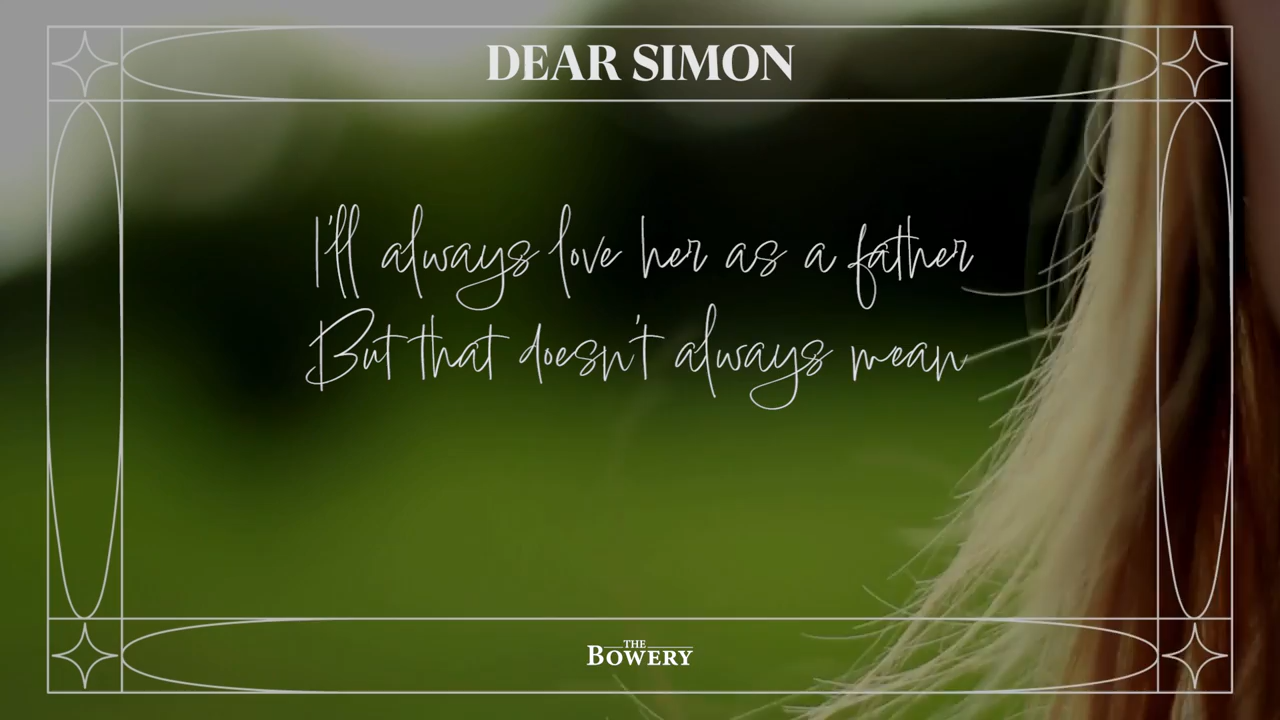 DEAR SIMON
I'll always love her as a father
But that doesn't always mean
THE
BOWERY